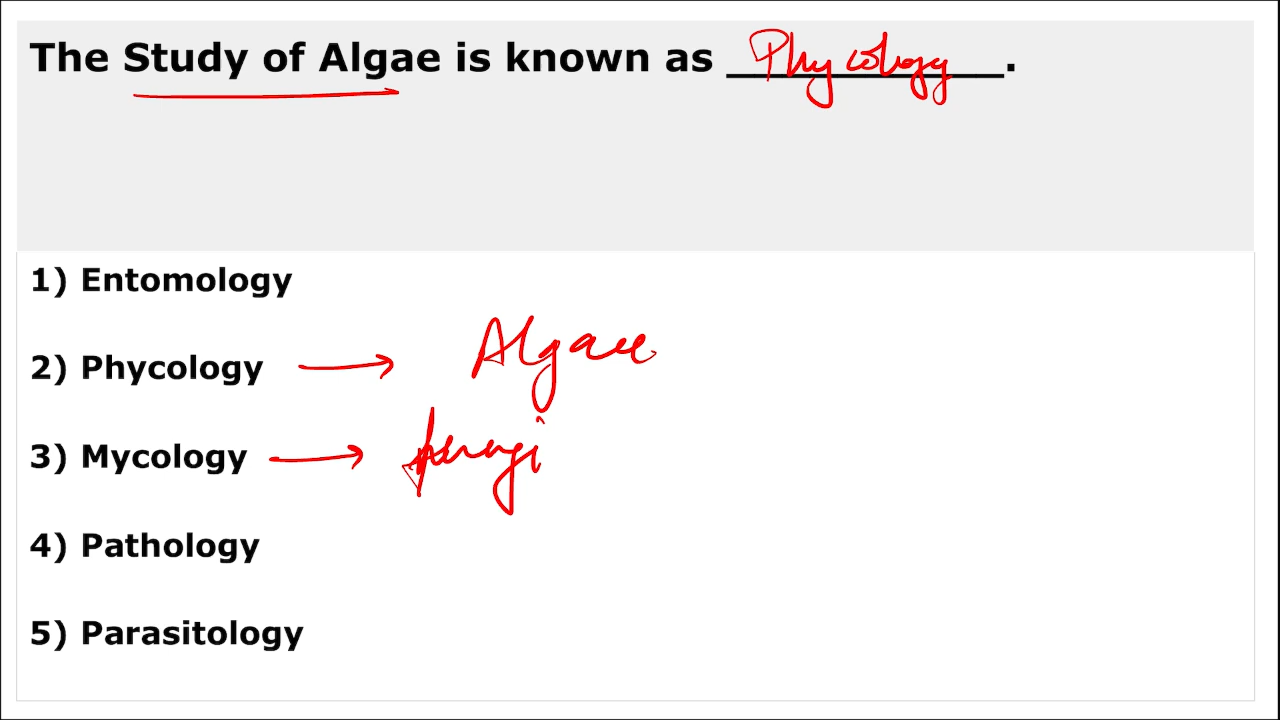 The Study of Algae is known as Phycology.
1) Entomology
2) Phycology → Algae
3) Mycology → fungi
4) Pathology
5) Parasitology